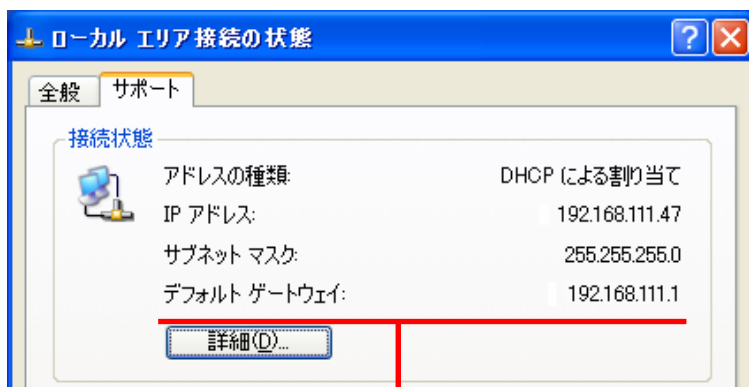 ローカル エリア接続の状態
全般 サポート
接続状態
アドレスの種類: DHCP による割り当て
IP アドレス: 192.168.111.47
サブネット マスク: 255.255.255.0
デフォルト ゲートウェイ: 192.168.111.1
詳細(D)...